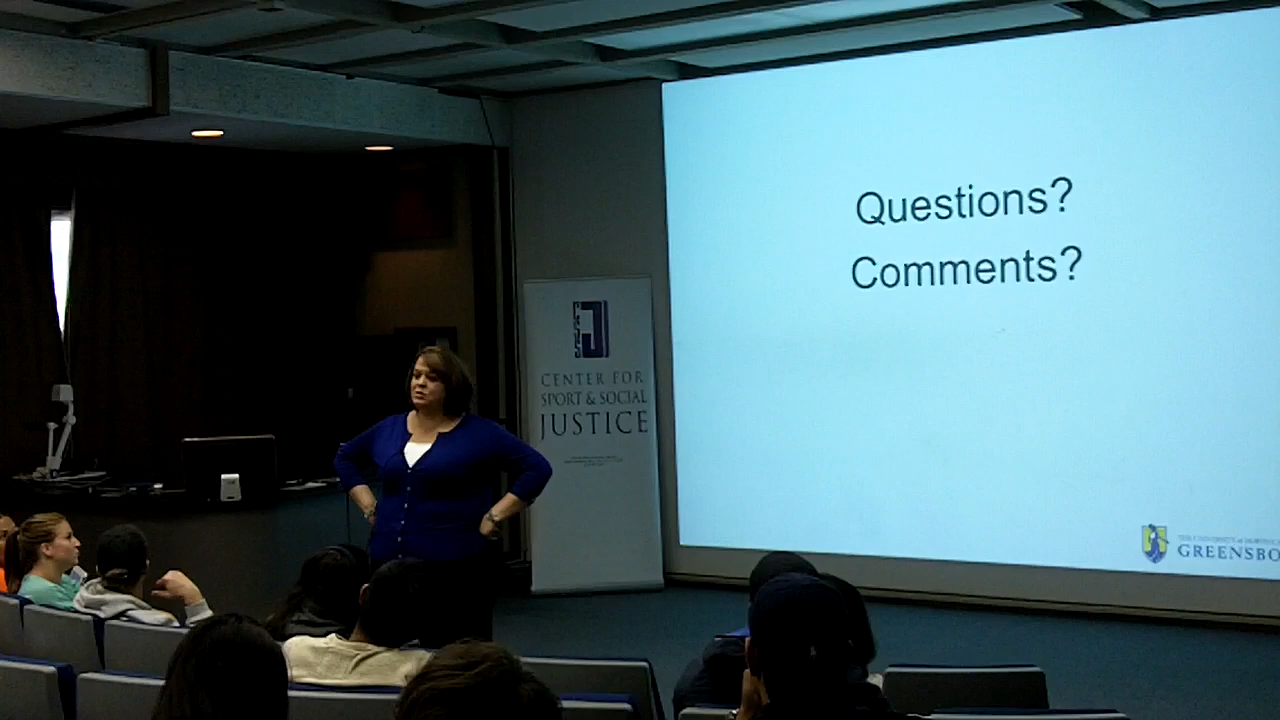 Questions?
Comments?
CENTER FOR
SPORT & SOCIAL
JUSTICE
GREENSBO